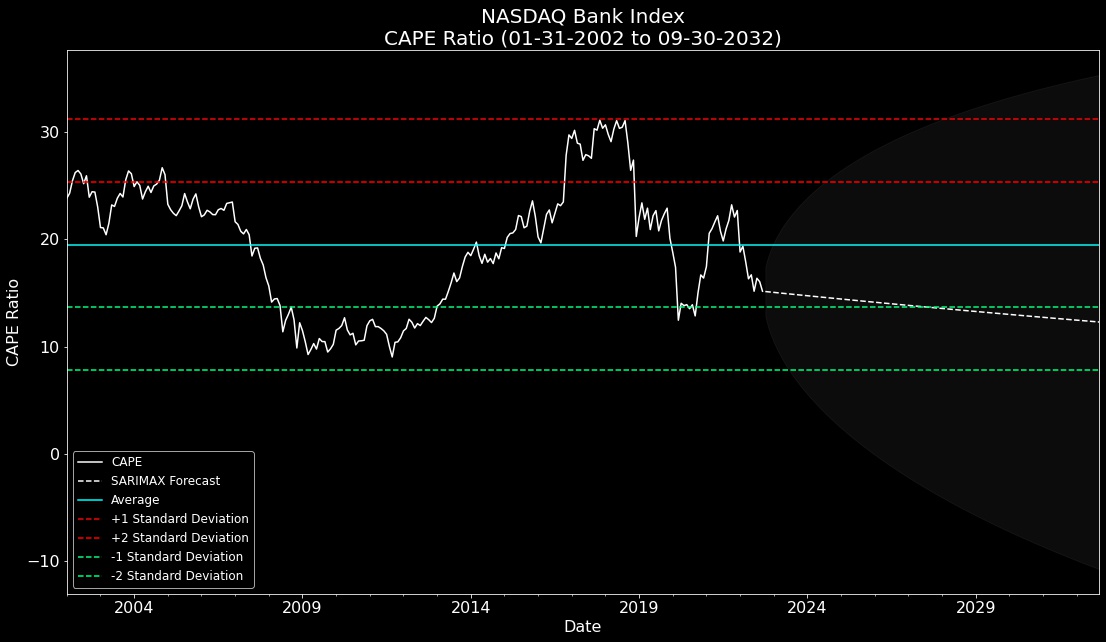 NASDAQ Bank Index
CAPE Ratio (01-31-2002 to 09-30-2032)
CAPE Ratio
30
20
10
0
−10
CAPE
SARIMAX Forecast
Average
+1 Standard Deviation
+2 Standard Deviation
-1 Standard Deviation
-2 Standard Deviation
2004 2009 2014 2019 2024 2029
Date